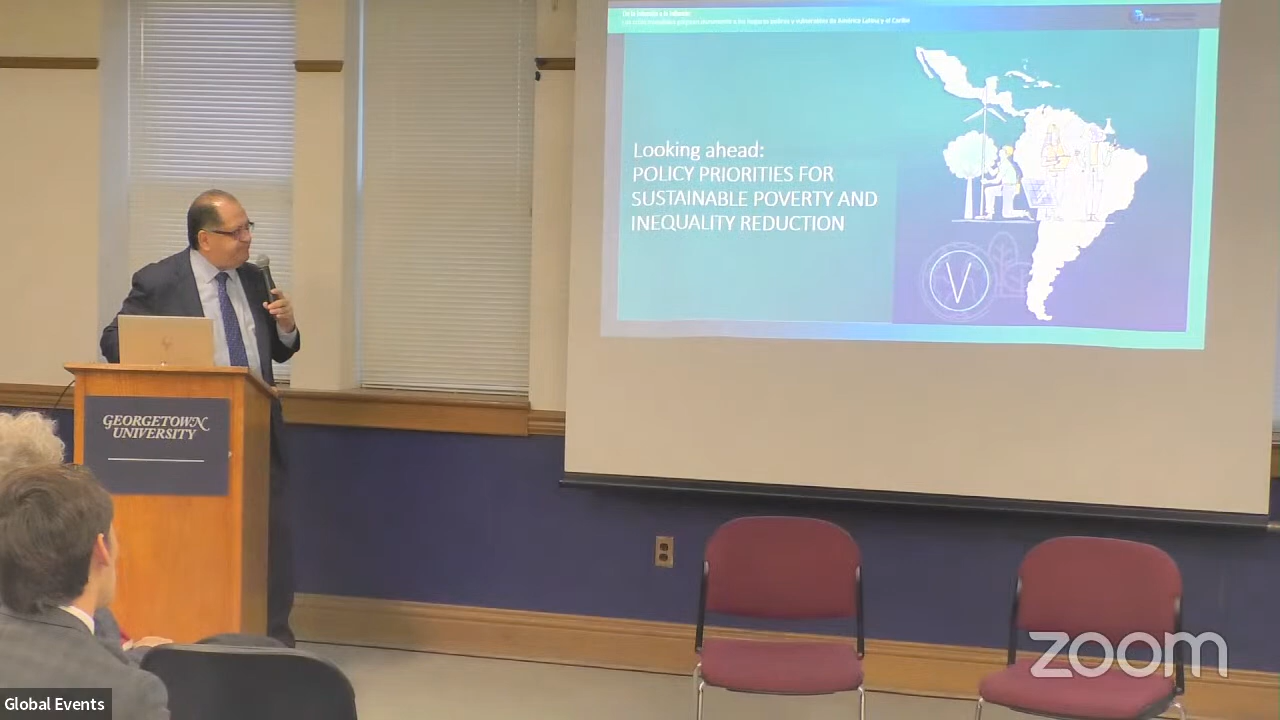 Looking ahead:
POLICY PRIORITIES FOR
SUSTAINABLE POVERTY AND
INEQUALITY REDUCTION
V
GEORGETOWN
UNIVERSITY
zoom
Global Events